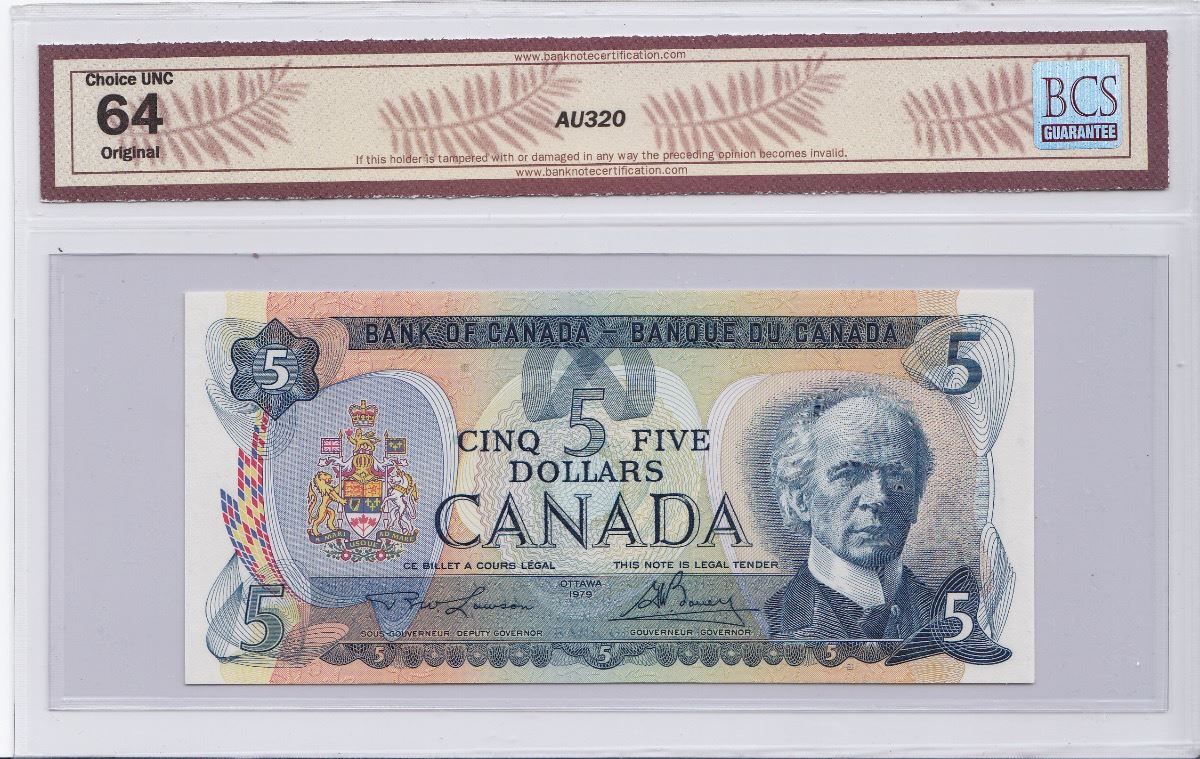 www.banknotecertification.com
Choice UNC
64
Original
AU320
BCS
GUARANTEE
If this holder is tampered with or damaged in any way the preceding opinion becomes invalid.
www.banknotecertification.com
BANK OF CANADA – BANQUE DU CANADA
5
5
5
CINQ FIVE
DOLLARS
CANADA
CE BILLET A COURS LÉGAL THIS NOTE IS LEGAL TENDER
OTTAWA
1979
5
5
SOUS-GOUVERNEUR DEPUTY GOVERNOR GOUVERNEUR GOVERNOR
5 5 5